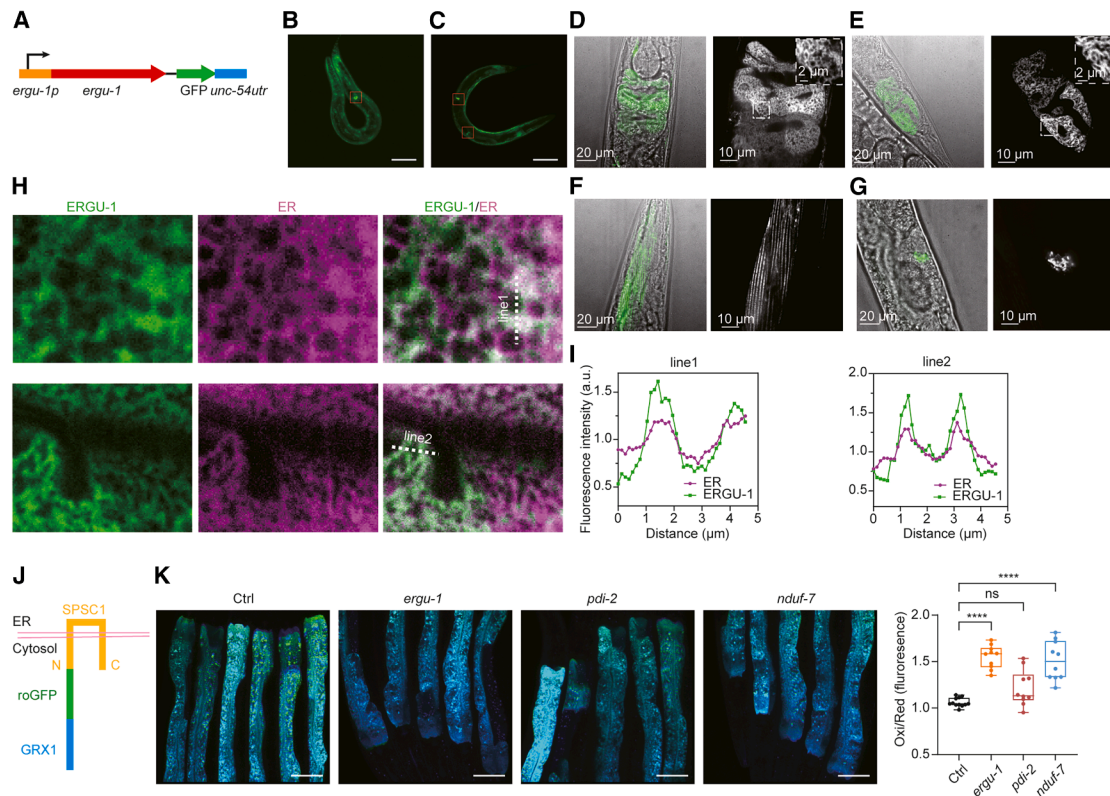 A
ergu-1p
ergu-1
GFP unc-54utr
B
C
D
20 µm
10 µm
2 µm
E
20 µm
10 µm
2 µm
F
20 µm
10 µm
G
20 µm
10 µm
H
ERGU-1
ER
ERGU-1/ER
line1
line2
I
line1
Fluorescence intensity (a.u.)
1.5
1.0
0.5
ER
ERGU-1
0 1 2 3 4 5
Distance (µm)
line2
2.0
1.5
1.0
0.5
ER
ERGU-1
0 1 2 3 4 5
Distance (µm)
J
SPSC1
ER
Cytosol
N
C
roGFP
GRX1
K
Ctrl
ergu-1
pdi-2
nduf-7
Oxi/Red (fluroresence)
2.0
1.5
1.0
0.5
****
ns
****
Ctrl
ergu-1
pdi-2
nduf-7